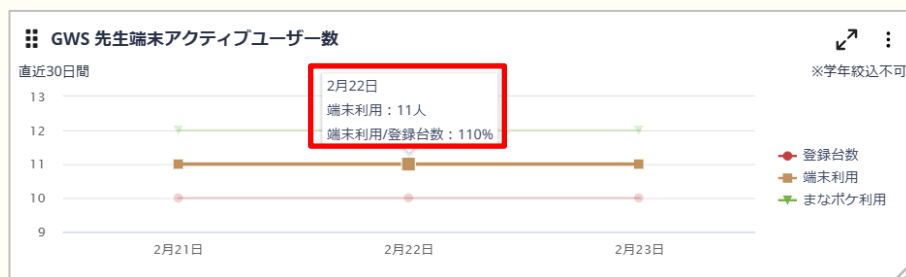 GWS 先生端末アクティブユーザー数
直近30日間
※学年絞込不可
13
12
11
10
9
2月22日
端末利用：11人
端末利用/登録台数：110%
登録台数
端末利用
まなポケ利用
2月21日
2月22日
2月23日